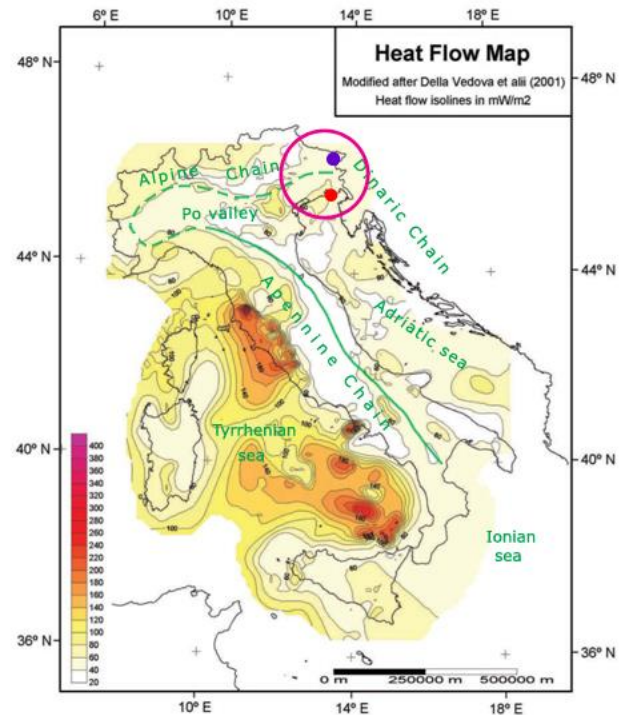 6º E
10º E
14º E
18º E
48º N
48º N
Heat Flow Map
Modified after Della Vedova et alii (2001)
Heat flow isolines in mW/m2
Alpine Chain
Dinaric Chain
Po valley
44º N
44º N
Apennine Chain
Adriatic sea
Tyrrhenian
sea
40º N
40º N
400
380
360
340
320
300
280
260
240
220
200
180
160
140
120
100
80
60
40
20
Ionian
sea
36º N
36º N
0 m
250000 m
500000 m
10º E
14º E
18º E